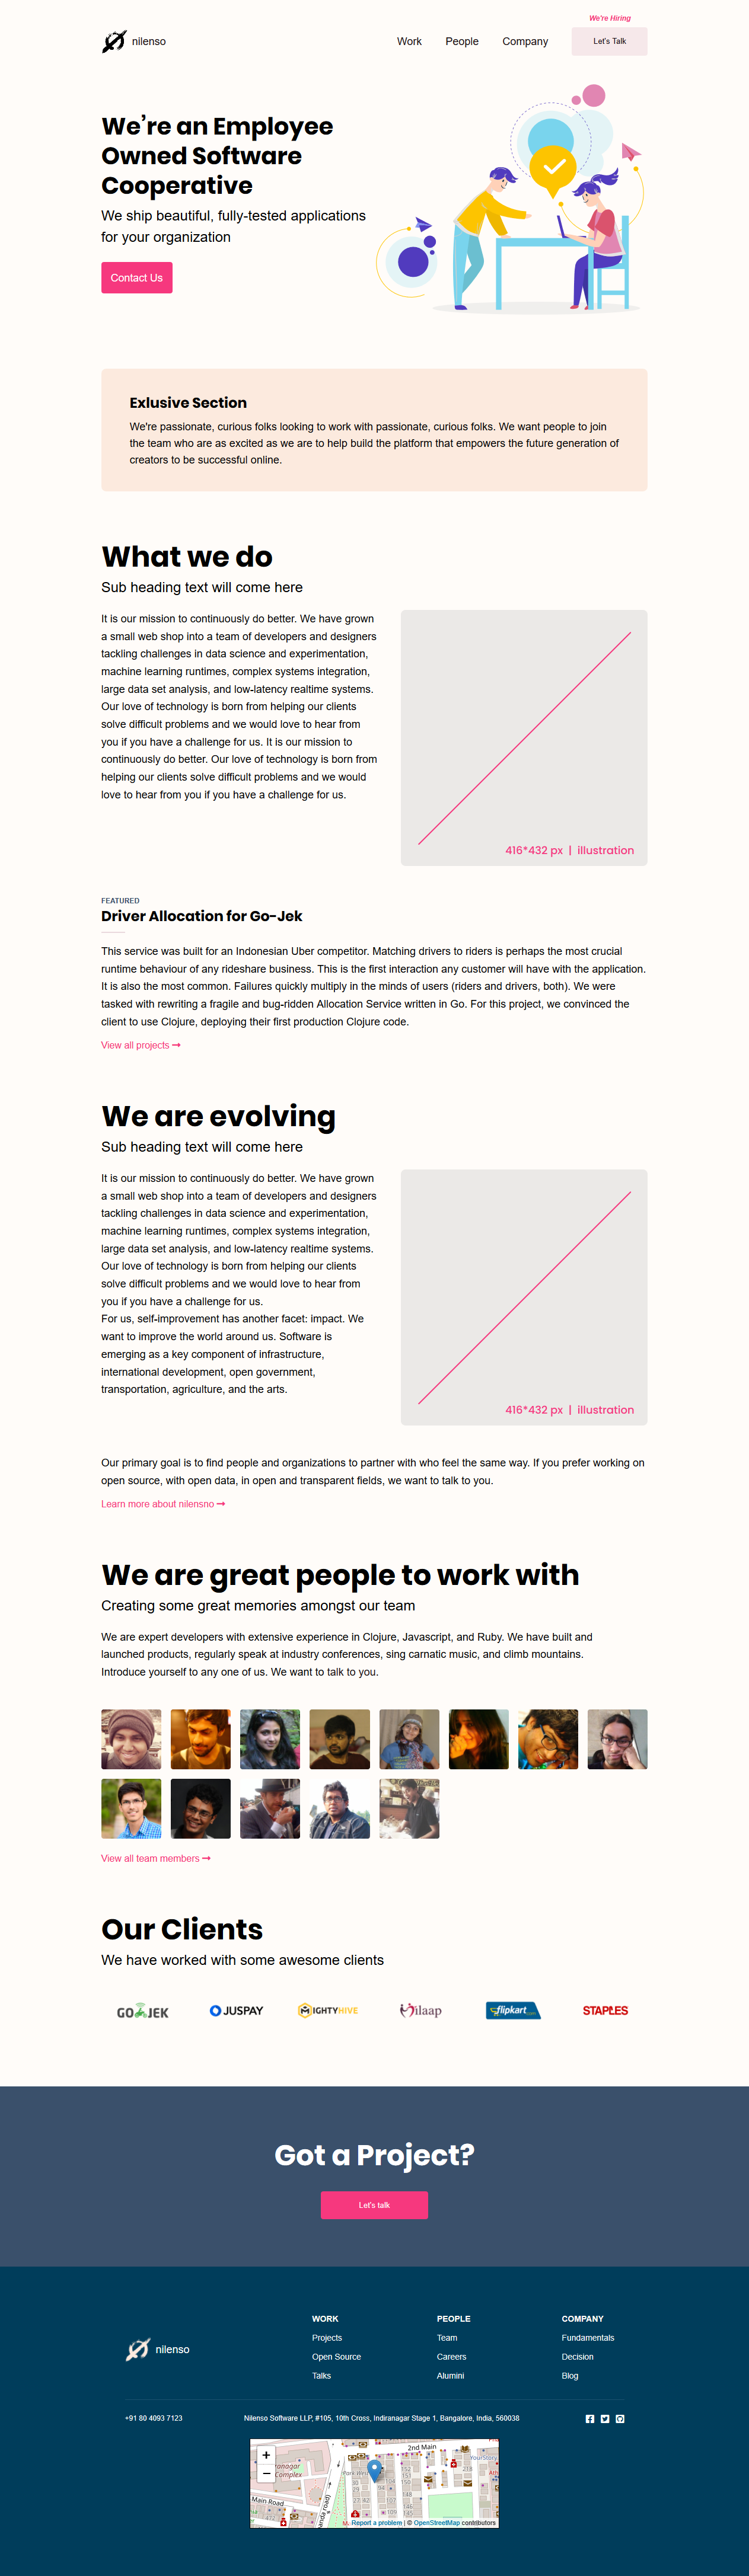 We're Hiring
nilenso
Work
People
Company
Let's Talk
We're an Employee
Owned Software
Cooperative
We ship beautiful, fully-tested applications
for your organization
Contact Us
Exlusive Section
We're passionate, curious folks looking to work with passionate, curious folks. We want people to join
the team who are as excited as we are to help build the platform that empowers the future generation of
creators to be successful online.
What we do
Sub heading text will come here
It is our mission to continuously do better. We have grown
a small web shop into a team of developers and designers
tackling challenges in data science and experimentation,
machine learning runtimes, complex systems integration,
large data set analysis, and low-latency realtime systems.
Our love of technology is born from helping our clients
solve difficult problems and we would love to hear from
you if you have a challenge for us. It is our mission to
continuously do better. Our love of technology is born from
helping our clients solve difficult problems and we would
love to hear from you if you have a challenge for us.
416*432 px | illustration
FEATURED
Driver Allocation for Go-Jek
This service was built for an Indonesian Uber competitor. Matching drivers to riders is perhaps the most crucial
runtime behaviour of any rideshare business. This is the first interaction any customer will have with the application.
It is also the most common. Failures quickly multiply in the minds of users (riders and drivers, both). We were
tasked with rewriting a fragile and bug-ridden Allocation Service written in Go. For this project, we convinced the
client to use Clojure, deploying their first production Clojure code.
View all projects →
We are evolving
Sub heading text will come here
It is our mission to continuously do better. We have grown
a small web shop into a team of developers and designers
tackling challenges in data science and experimentation,
machine learning runtimes, complex systems integration,
large data set analysis, and low-latency realtime systems.
Our love of technology is born from helping our clients
solve difficult problems and we would love to hear from
you if you have a challenge for us.
For us, self-improvement has another facet: impact. We
want to improve the world around us. Software is
emerging as a key component of infrastructure,
international development, open government,
transportation, agriculture, and the arts.
416*432 px | illustration
Our primary goal is to find people and organizations to partner with who feel the same way. If you prefer working on
open source, with open data, in open and transparent fields, we want to talk to you.
Learn more about nilensno →
We are great people to work with
Creating some great memories amongst our team
We are expert developers with extensive experience in Clojure, Javascript, and Ruby. We have built and
launched products, regularly speak at industry conferences, sing carnatic music, and climb mountains.
Introduce yourself to any one of us. We want to talk to you.
View all team members →
Our Clients
We have worked with some awesome clients
GOJEK
JUSPAY
MIGHTYHIVE
Milaap
flipkart
STAPLES
Got a Project?
Let's talk
nilenso
WORK
Projects
Open Source
Talks
PEOPLE
Team
Careers
Alumini
COMPANY
Fundamentals
Decision
Blog
+91 80 4093 7123
Nilenso Software LLP, #105, 10th Cross, Indiranagar Stage 1, Bangalore, India, 560038
+
−
2nd Main
Complex
Main Road
Report a problem | © OpenStreetMap contributors